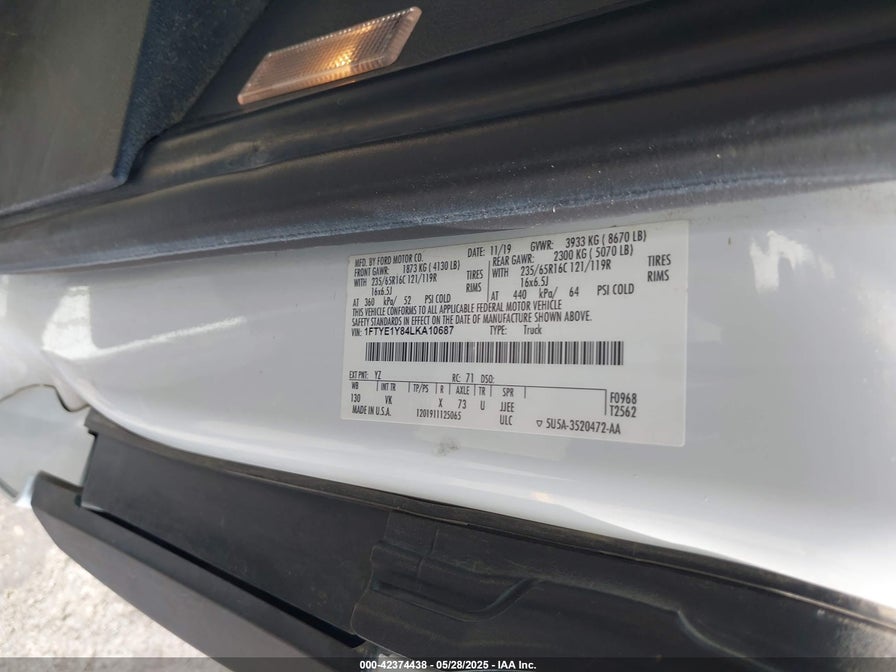 MFD. BY FORD MOTOR CO. DATE: 11/19 GVWR: 3933 KG ( 8670 LB)
FRONT GAWR: 1873 KG ( 4130 LB) REAR GAWR: 2300 KG ( 5070 LB)
WITH 235/65R16C 121/119R TIRES WITH 235/65R16C 121/119R TIRES
16x6.5J RIMS 16x6.5J RIMS
AT 360 kPa/ 52 PSI COLD AT 440 kPa/ 64 PSI COLD
THIS VEHICLE CONFORMS TO ALL APPLICABLE FEDERAL MOTOR VEHICLE
SAFETY STANDARDS IN EFFECT ON THE DATE OF MANUFACTURE SHOWN ABOVE.
VIN: 1FTYE1Y84LKA10687 TYPE: Truck
EXT PNT: YZ RC: 71 DSO:
WB INT TR TP/PS R AXLE TR SPR F0968
130 VK X 73 U JJEE T2562
MADE IN U.S.A. 1201911125065 ULC ▽ 5U5A-3520472-AA
000-42374438 - 05/28/2025 - IAA Inc.